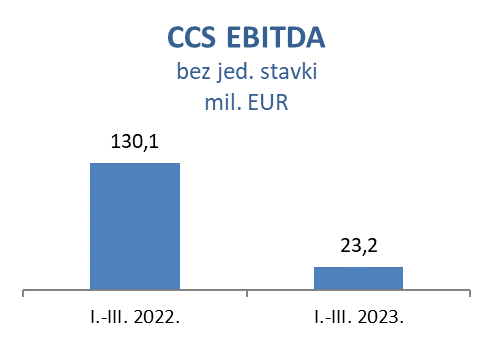 CCS EBITDA
bez jed. stavki
mil. EUR
130,1
23,2
I.-III. 2022.
I.-III. 2023.